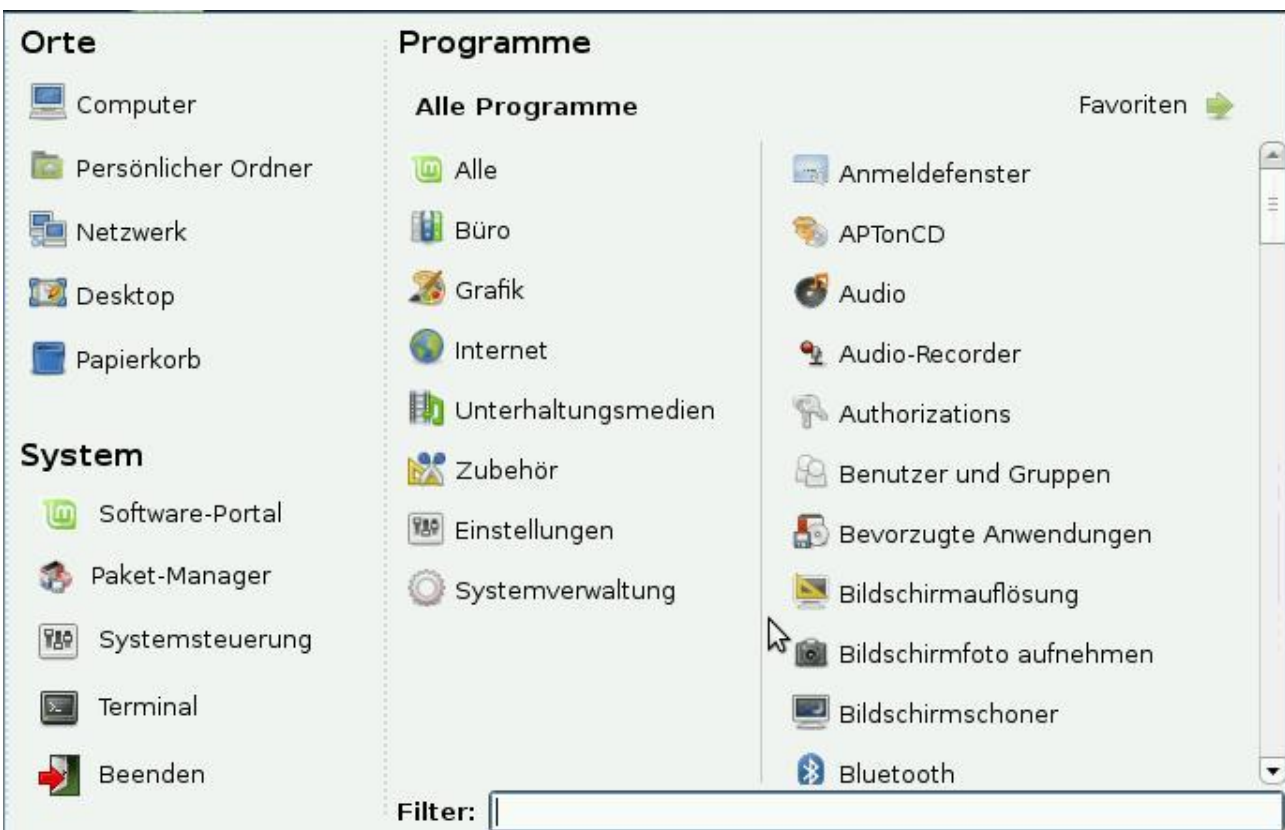 Orte
Computer
Persönlicher Ordner
Netzwerk
Desktop
Papierkorb
System
Software-Portal
Paket-Manager
Systemsteuerung
Terminal
Beenden
Programme
Alle Programme
Favoriten
Alle
Büro
Grafik
Internet
Unterhaltungsmedien
Zubehör
Einstellungen
Systemverwaltung
Anmeldefenster
APTonCD
Audio
Audio-Recorder
Authorizations
Benutzer und Gruppen
Bevorzugte Anwendungen
Bildschirmauflösung
Bildschirmfoto aufnehmen
Bildschirmschoner
Bluetooth
Filter: